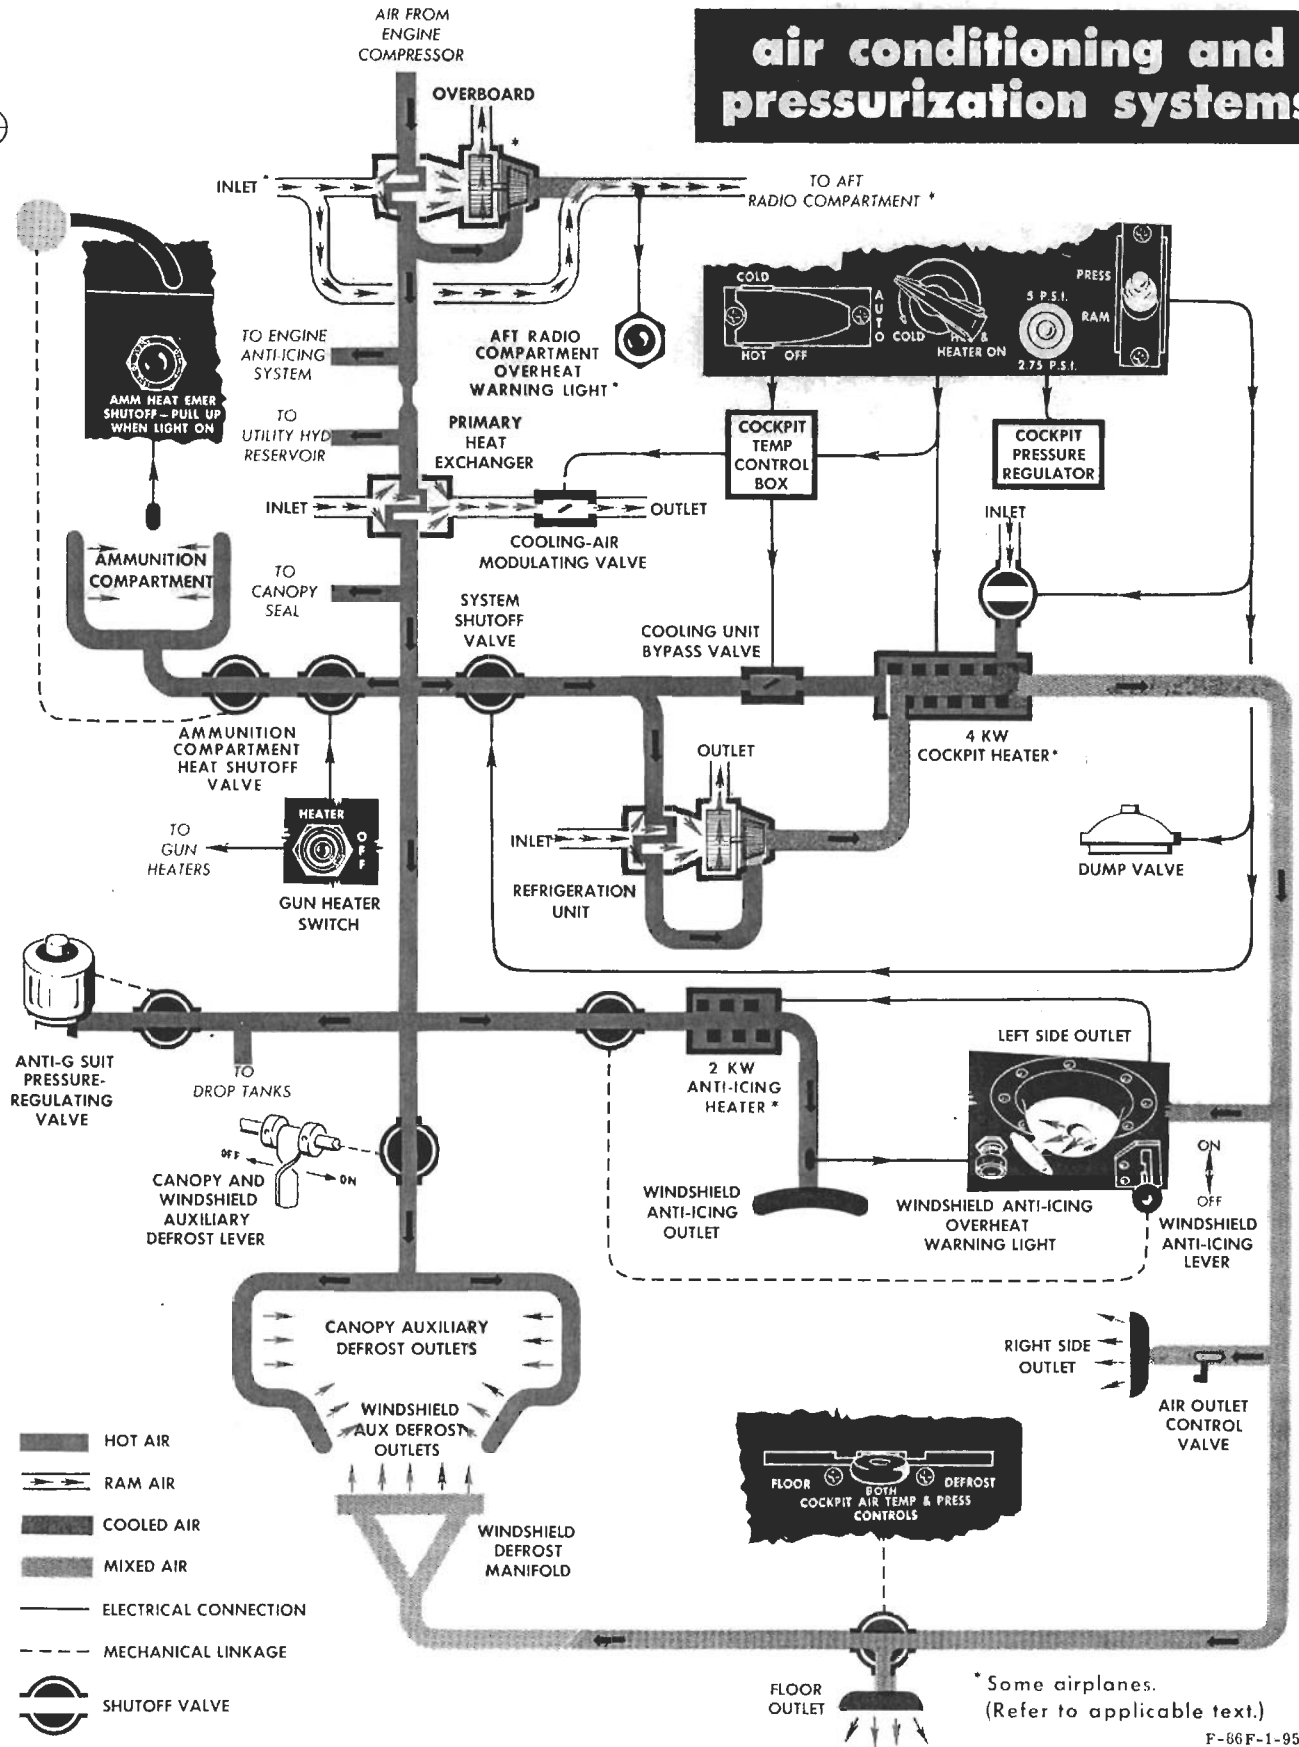 AIR FROM
ENGINE
COMPRESSOR
air conditioning and
pressurization systems
OVERBOARD
*
INLET *
TO AFT
RADIO COMPARTMENT *
COLD
HOT
OFF
AUTO
COLD
HOT &
HEATER ON
5 P.S.I.
2.75 P.S.I.
PRESS
RAM
TO ENGINE
ANTI-ICING
SYSTEM
AFT RADIO
COMPARTMENT
OVERHEAT
WARNING LIGHT *
AMM HEAT EMER
SHUTOFF – PULL UP
WHEN LIGHT ON
TO
UTILITY HYD
RESERVOIR
PRIMARY
HEAT
EXCHANGER
COCKPIT
TEMP
CONTROL
BOX
COCKPIT
PRESSURE
REGULATOR
INLET
OUTLET
INLET
COOLING-AIR
MODULATING VALVE
AMMUNITION
COMPARTMENT
TO
CANOPY
SEAL
SYSTEM
SHUTOFF
VALVE
COOLING UNIT
BYPASS VALVE
AMMUNITION
COMPARTMENT
HEAT SHUTOFF
VALVE
4 KW
COCKPIT HEATER*
OUTLET
HEATER
OFF
TO
GUN
HEATERS
INLET
DUMP VALVE
GUN HEATER
SWITCH
REFRIGERATION
UNIT
ANTI-G SUIT
PRESSURE-
REGULATING
VALVE
TO
DROP TANKS
2 KW
ANTI-ICING
HEATER *
LEFT SIDE OUTLET
OFF
ON
CANOPY AND
WINDSHIELD
AUXILIARY
DEFROST LEVER
WINDSHIELD
ANTI-ICING
OUTLET
WINDSHIELD ANTI-ICING
OVERHEAT
WARNING LIGHT
ON
OFF
WINDSHIELD
ANTI-ICING
LEVER
CANOPY AUXILIARY
DEFROST OUTLETS
RIGHT SIDE
OUTLET
WINDSHIELD
AUX DEFROST
OUTLETS
AIR OUTLET
CONTROL
VALVE
HOT AIR
RAM AIR
COOLED AIR
MIXED AIR
ELECTRICAL CONNECTION
MECHANICAL LINKAGE
SHUTOFF VALVE
FLOOR
BOTH
DEFROST
COCKPIT AIR TEMP & PRESS
CONTROLS
WINDSHIELD
DEFROST
MANIFOLD
FLOOR
OUTLET
* Some airplanes.
(Refer to applicable text.)
F-86F-1-95